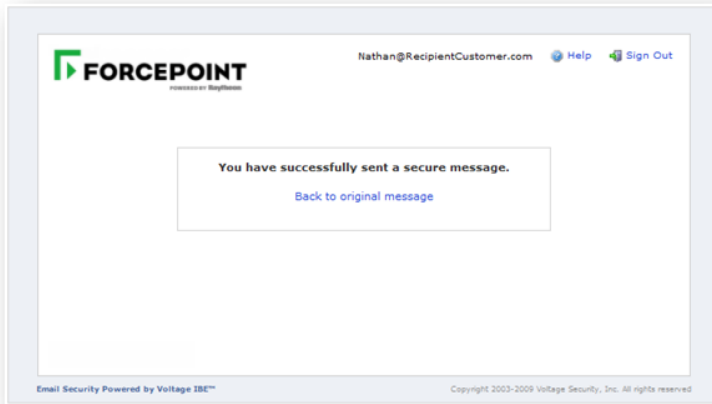 Nathan@RecipientCustomer.com Help Sign Out
FORCEPOINT
POWERED BY Raytheon
You have successfully sent a secure message.
Back to original message
Email Security Powered by Voltage IBE™ Copyright 2003-2009 Voltage Security, Inc. All rights reserved